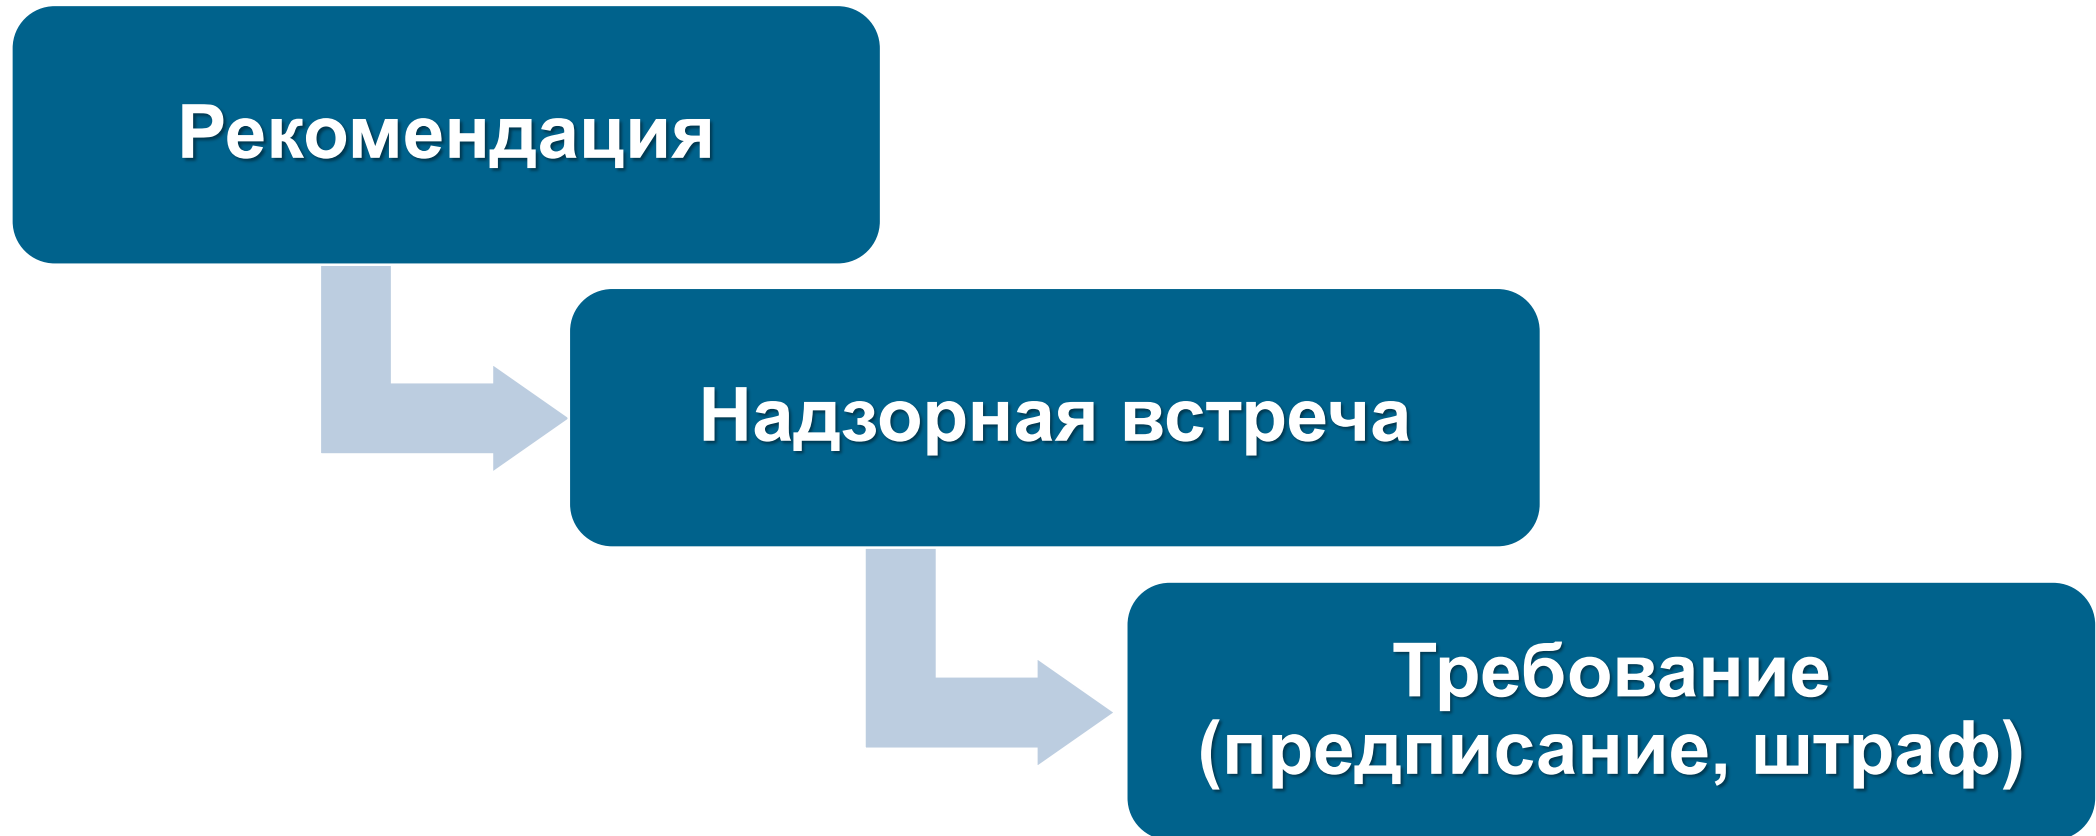 Рекомендация
Надзорная встреча
Требование
(предписание, штраф)